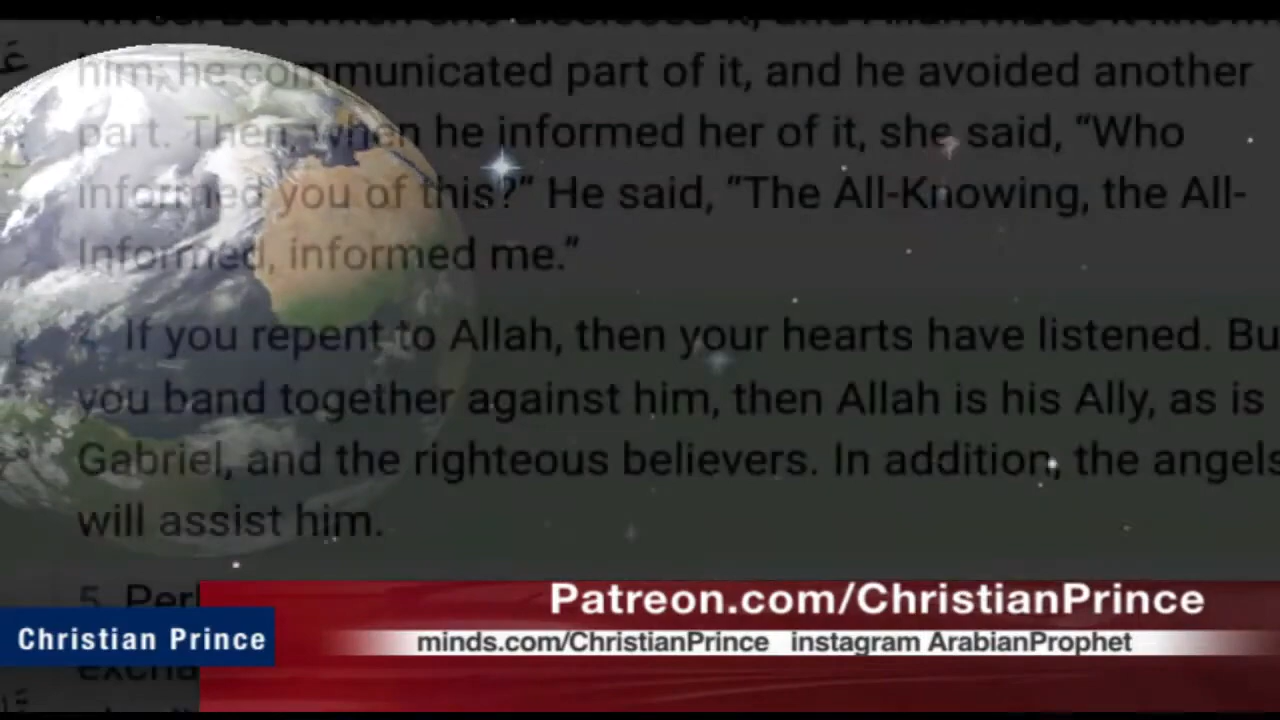 him; he communicated part of it, and he avoided another
part. Then, when he informed her of it, she said, “Who
informed you of this?” He said, “The All-Knowing, the All-
Informed, informed me.”
If you repent to Allah, then your hearts have listened. Bu
you band together against him, then Allah is his Ally, as is
Gabriel, and the righteous believers. In addition, the angels
will assist him.
5. Perh
Patreon.com/ChristianPrince
Christian Prince
minds.com/ChristianPrince instagram ArabianProphet
excha